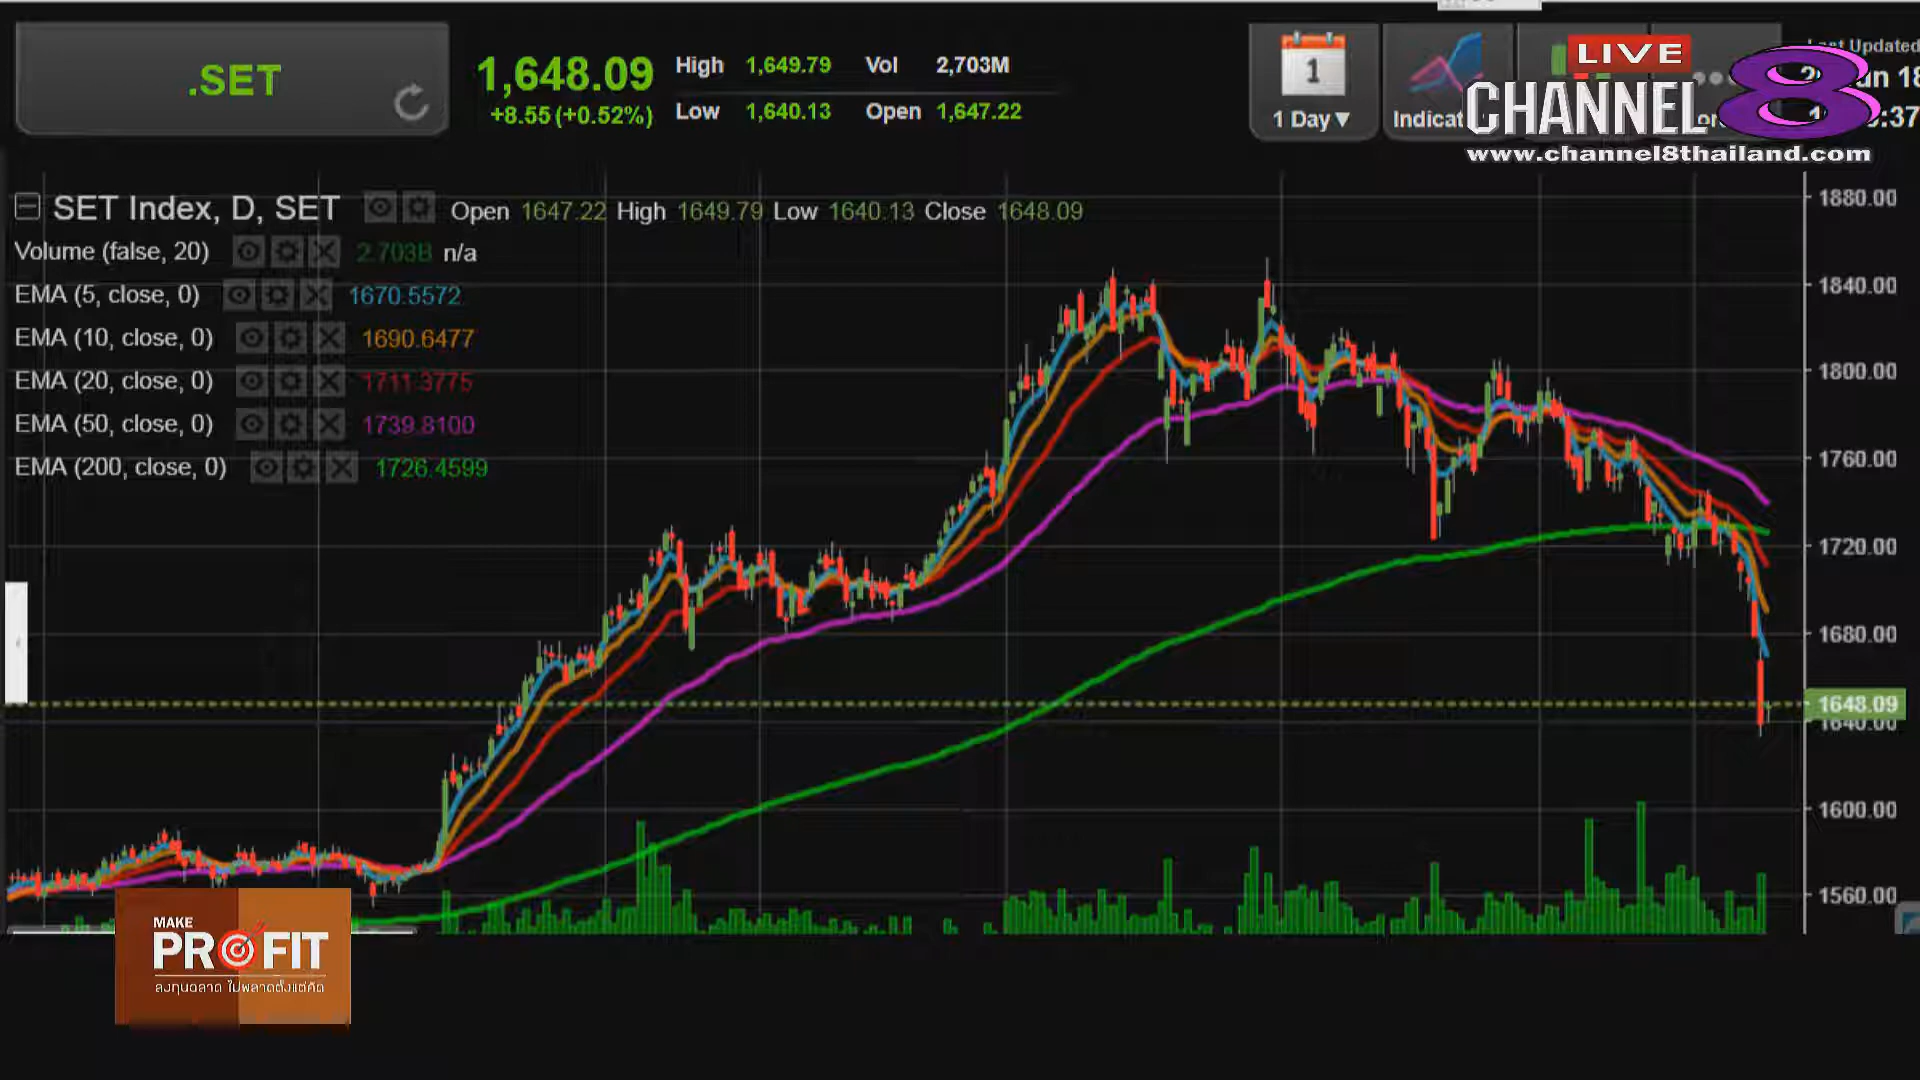 .SET
1,648.09
+8.55 (+0.52%)
High 1,649.79 Vol 2,703M
Low 1,640.13 Open 1,647.22
1
1 Day▼
LIVE
CHANNEL 8
www.channel8thailand.com
Updated
18
:37
SET Index, D, SET Open 1647.22 High 1649.79 Low 1640.13 Close 1648.09
Volume (false, 20) 2.703B n/a
EMA (5, close, 0) 1670.5572
EMA (10, close, 0) 1690.6477
EMA (20, close, 0) 1711.3775
EMA (50, close, 0) 1739.8100
EMA (200, close, 0) 1726.4599
1880.00
1840.00
1800.00
1760.00
1720.00
1680.00
1648.09
1640.00
1600.00
1560.00
MAKE
PROFIT
ลงทุนฉลาด ไม่พลาดตั้งแต่คิด